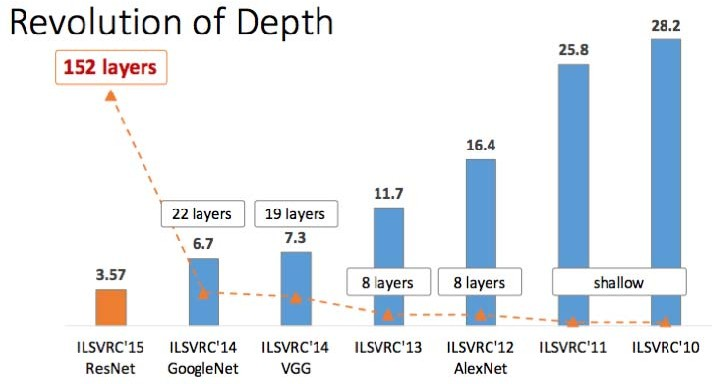 Revolution of Depth
28.2
25.8
152 layers
16.4
11.7
22 layers
19 layers
6.7
7.3
3.57
8 layers
8 layers
shallow
ILSVRC'15
ResNet
ILSVRC'14
GoogleNet
ILSVRC'14
VGG
ILSVRC'13
ILSVRC'12
AlexNet
ILSVRC'11
ILSVRC'10